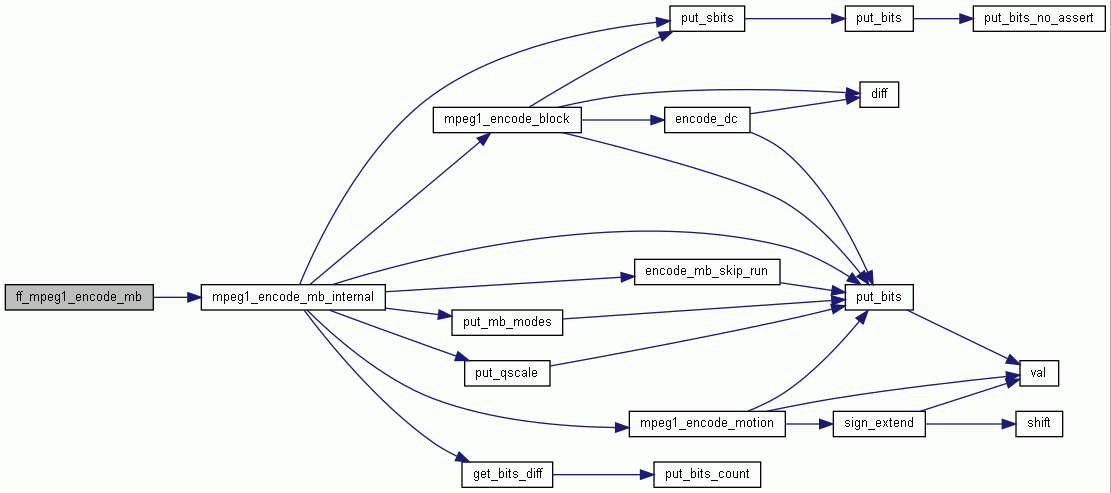 put_sbits
put_bits
put_bits_no_assert
diff
mpeg1_encode_block
encode_dc
encode_mb_skip_run
ff_mpeg1_encode_mb
mpeg1_encode_mb_internal
put_bits
put_mb_modes
put_qscale
val
mpeg1_encode_motion
sign_extend
shift
get_bits_diff
put_bits_count